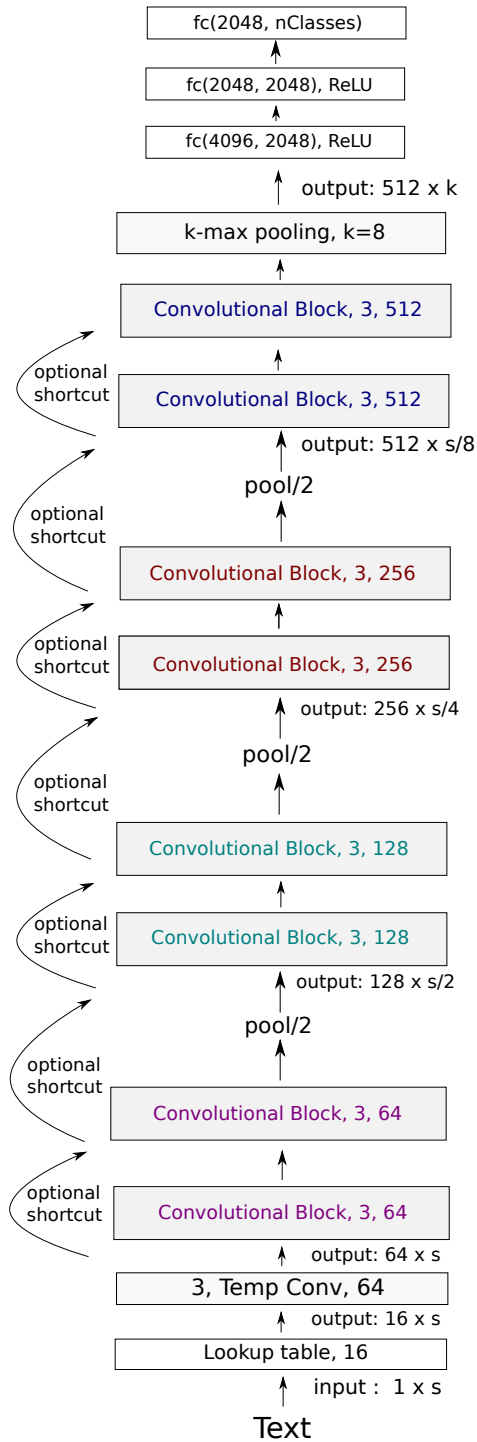 fc(2048, nClasses)
fc(2048, 2048), ReLU
fc(4096, 2048), ReLU
output: 512 x k
k-max pooling, k=8
Convolutional Block, 3, 512
optional
shortcut
Convolutional Block, 3, 512
output: 512 x s/8
pool/2
optional
shortcut
Convolutional Block, 3, 256
optional
shortcut
Convolutional Block, 3, 256
output: 256 x s/4
pool/2
optional
shortcut
Convolutional Block, 3, 128
optional
shortcut
Convolutional Block, 3, 128
output: 128 x s/2
pool/2
optional
shortcut
Convolutional Block, 3, 64
optional
shortcut
Convolutional Block, 3, 64
output: 64 x s
3, Temp Conv, 64
output: 16 x s
Lookup table, 16
input : 1 x s
Text